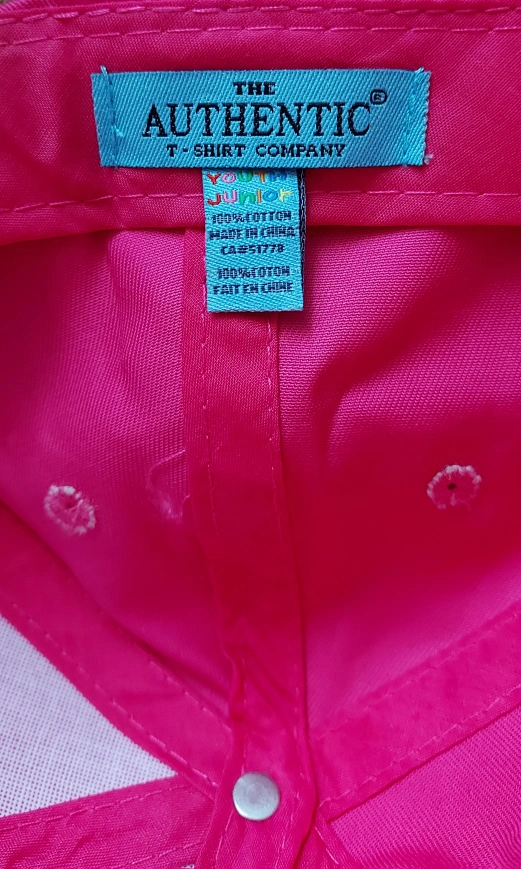 THE
AUTHENTIC®
T-SHIRT COMPANY
YOUTH
JUNIOR
100%COTTON
MADE IN CHINA
CA#51778
100%COTON
FAIT EN CHINE